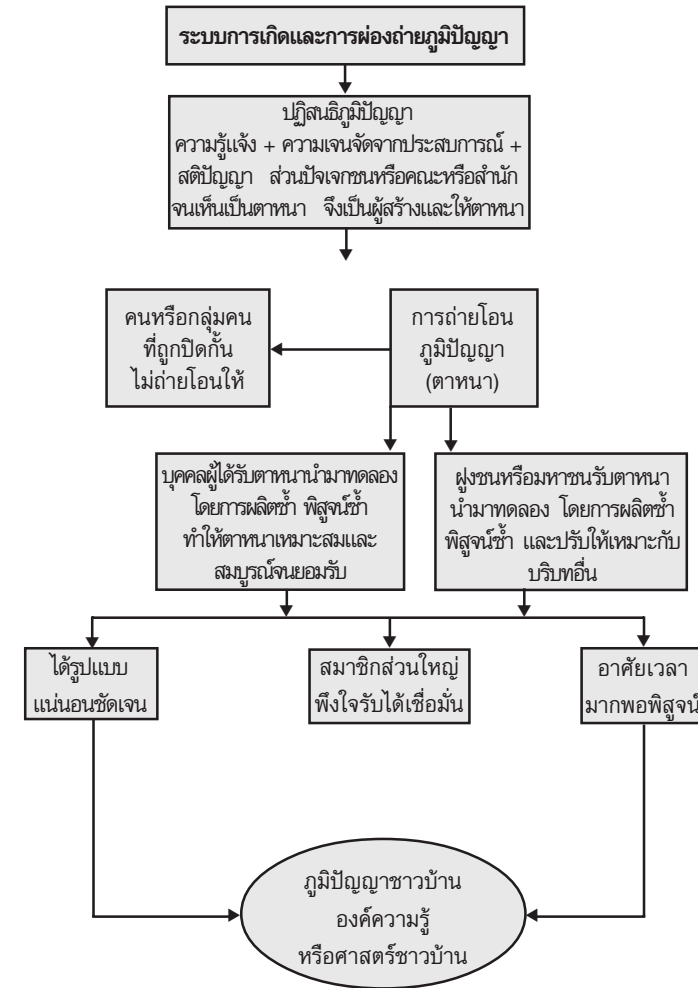 ระบบการเกิดและการผ่องถ่ายภูมิปัญญา
ปฏิสนธิภูมิปัญญา
ความรู้แจ้ง + ความเจนจัดจากประสบการณ์ +
สติปัญญา ส่วนปัจเจกชนหรือคณะหรือสำนัก
จนเห็นเป็นตาหนา จึงเป็นผู้สร้างและให้ตาหนา
คนหรือกลุ่มคน
ที่ถูกปิดกั้น
ไม่ถ่ายโอนให้
การถ่ายโอน
ภูมิปัญญา
(ตาหนา)
บุคคลผู้ได้รับตาหนานำมาทดลอง
โดยการผลิตซ้ำ พิสูจน์ซ้ำ
ทำให้ตาหนาเหมาะสมและ
สมบูรณ์จนยอมรับ
ฝูงชนหรือมหาชนรับตาหนา
นำมาทดลอง โดยการผลิตซ้ำ
พิสูจน์ซ้ำ และปรับให้เหมาะกับ
บริบทอื่น
ได้รูปแบบ
แน่นอนชัดเจน
สมาชิกส่วนใหญ่
พึงใจรับได้เชื่อมั่น
อาศัยเวลา
มากพอพิสูจน์
ภูมิปัญญาชาวบ้าน
องค์ความรู้
หรือศาสตร์ชาวบ้าน